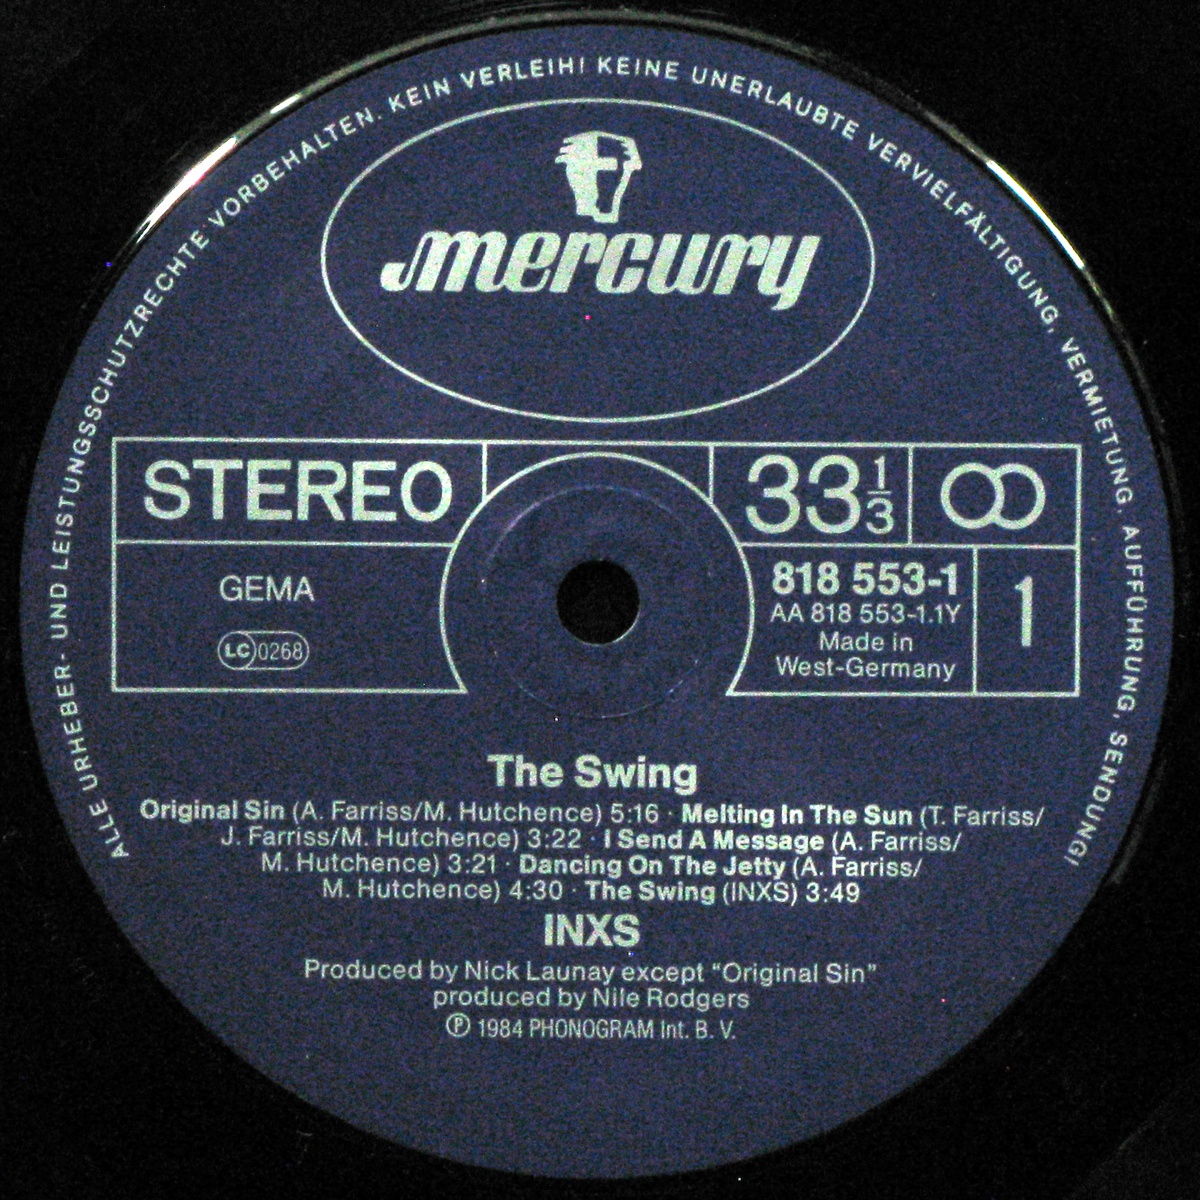 ALLE URHEBER- UND LEISTUNGSSCHUTZRECHTE VORBEHALTEN. KEIN VERLEIH! KEINE UNERLAUBTE VERVIELFÄLTIGUNG, VERMIETUNG, AUFFÜHRUNG, SENDUNG!
mercury
STEREO
33 1/3
GEMA
LC 0268
818 553-1
AA 818 553-1.1Y
Made in
West-Germany
1
The Swing
Original Sin (A. Farriss/M. Hutchence) 5:16 · Melting In The Sun (T. Farriss/
J. Farriss/M. Hutchence) 3:22 · I Send A Message (A. Farriss/
M. Hutchence) 3:21 · Dancing On The Jetty (A. Farriss/
M. Hutchence) 4:30 · The Swing (INXS) 3:49
INXS
Produced by Nick Launay except “Original Sin”
produced by Nile Rodgers
℗ 1984 PHONOGRAM Int. B. V.